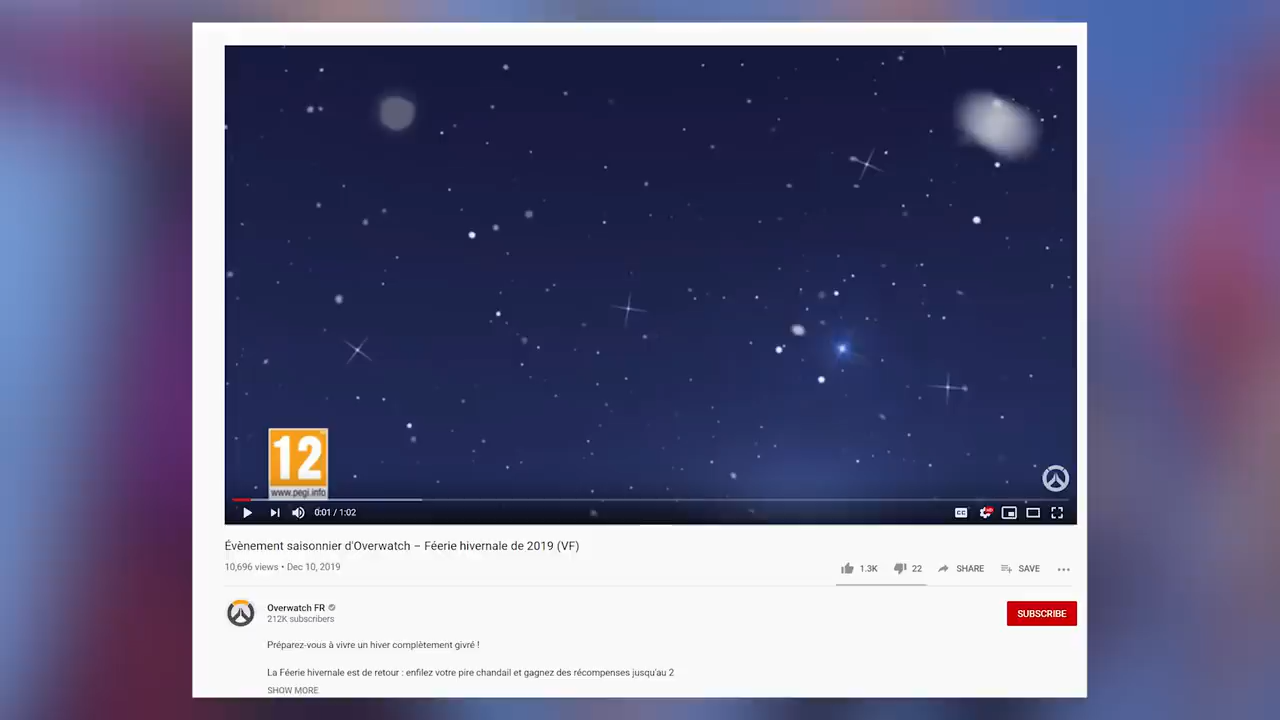 12
www.pegi.info
0:01 / 1:02
CC
HD
Évènement saisonnier d'Overwatch – Féerie hivernale de 2019 (VF)
10,696 views • Dec 10, 2019
1.3K 22 SHARE SAVE
Overwatch FR
212K subscribers
SUBSCRIBE
Préparez-vous à vivre un hiver complètement givré !
La Féerie hivernale est de retour : enfilez votre pire chandail et gagnez des récompenses jusqu'au 2
SHOW MORE